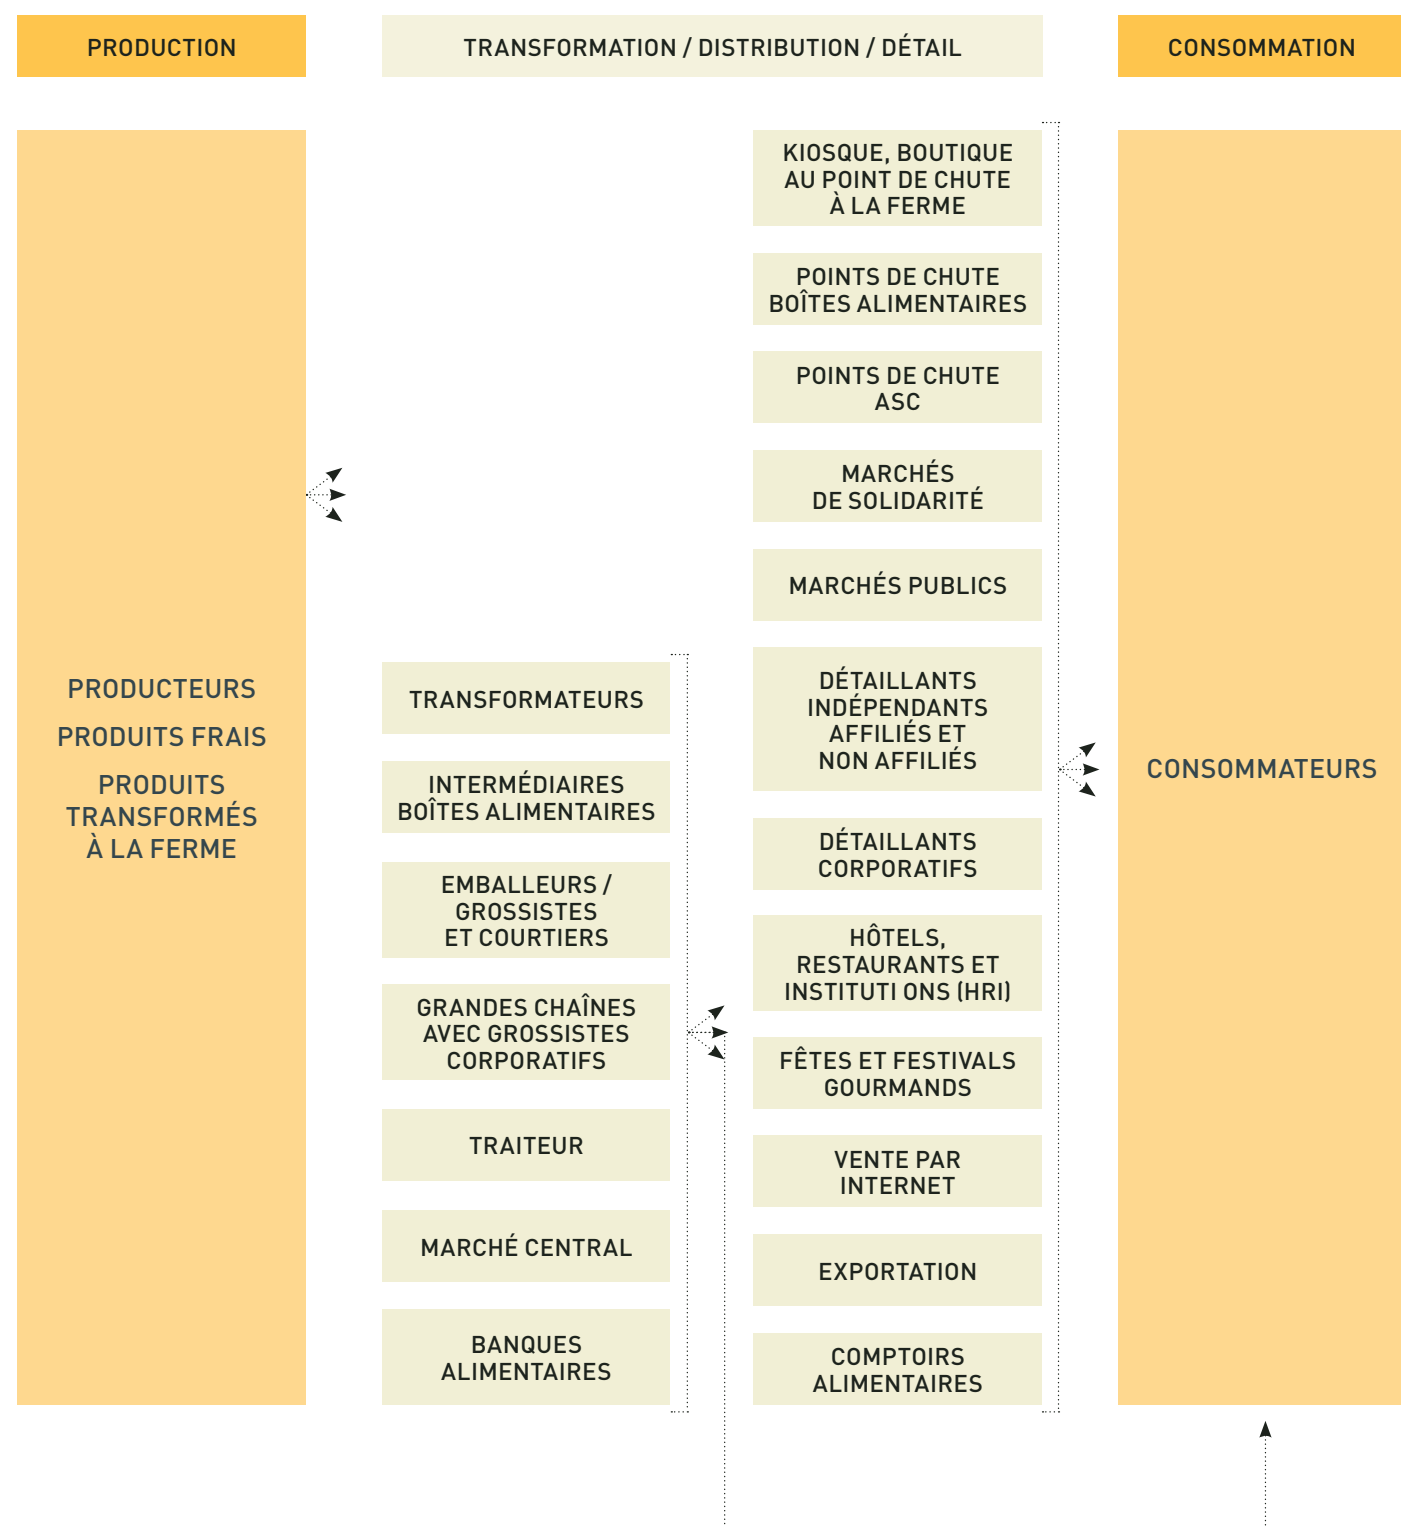 PRODUCTION
TRANSFORMATION / DISTRIBUTION / DÉTAIL
CONSOMMATION
PRODUCTEURS
PRODUITS FRAIS
PRODUITS
TRANSFORMÉS
À LA FERME
TRANSFORMATEURS
INTERMÉDIAIRES
BOÎTES ALIMENTAIRES
EMBALLEURS /
GROSSISTES
ET COURTIERS
GRANDES CHAÎNES
AVEC GROSSISTES
CORPORATIFS
TRAITEUR
MARCHÉ CENTRAL
BANQUES
ALIMENTAIRES
KIOSQUE, BOUTIQUE
AU POINT DE CHUTE
À LA FERME
POINTS DE CHUTE
BOÎTES ALIMENTAIRES
POINTS DE CHUTE
ASC
MARCHÉS
DE SOLIDARITÉ
MARCHÉS PUBLICS
DÉTAILLANTS
INDÉPENDANTS
AFFILIÉS ET
NON AFFILIÉS
DÉTAILLANTS
CORPORATIFS
HÔTELS,
RESTAURANTS ET
INSTITUTI ONS (HRI)
FÊTES ET FESTIVALS
GOURMANDS
VENTE PAR
INTERNET
EXPORTATION
COMPTOIRS
ALIMENTAIRES
CONSOMMATEURS